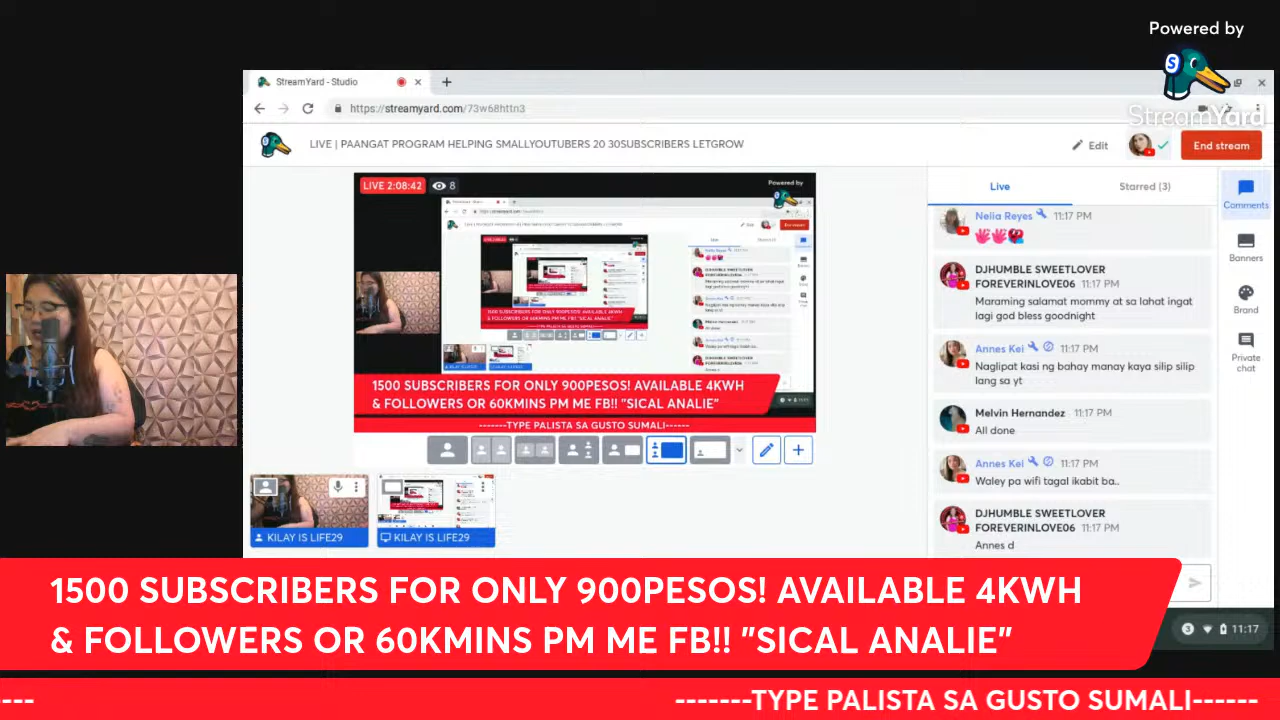 Powered by
StreamYard
StreamYard - Studio
https://streamyard.com/73w68httn3
LIVE | PAANGAT PROGRAM HELPING SMALLYOUTUBERS 20 30SUBSCRIBERS LETGROW
Edit
End stream
LIVE 2:08:42
8
Powered by
1500 SUBSCRIBERS FOR ONLY 900PESOS! AVAILABLE 4KWH
& FOLLOWERS OR 60KMINS PM ME FB!! "SICAL ANALIE"
-------TYPE PALISTA SA GUSTO SUMALI------
KILAY IS LIFE29
KILAY IS LIFE29
Live
Starred (3)
Nelia Reyes 11:17 PM
DJHUMBLE SWEETLOVER
FOREVERINLOVE06 11:17 PM
Maraming salamat mommy at sa lahat ingat
lagi god bless goodnight
Annes Kei 11:17 PM
Naglipat kasi ng bahay manay kaya silip silip
lang sa yt
Melvin Hernandez 11:17 PM
All done
Annes Kei 11:17 PM
Waley pa wifi tagal ikabit ba..
DJHUMBLE SWEETLOVER
FOREVERINLOVE06 11:17 PM
Annes d
Comments
Banners
Brand
Private
chat
3
11:17
1500 SUBSCRIBERS FOR ONLY 900PESOS! AVAILABLE 4KWH
& FOLLOWERS OR 60KMINS PM ME FB!! "SICAL ANALIE"
---- -------TYPE PALISTA SA GUSTO SUMALI------